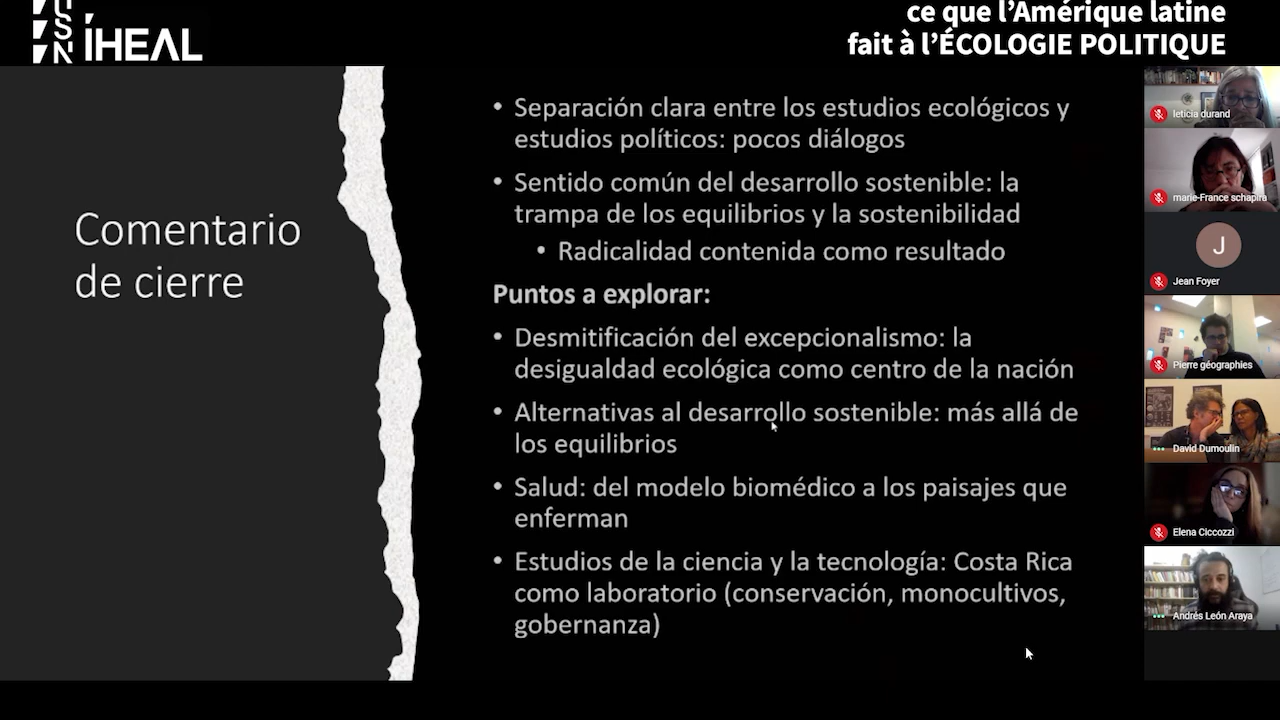 USN
ÍHEAL
ce que l'Amérique latine
fait à l'ÉCOLOGIE POLITIQUE
Comentario
de cierre
• Separación clara entre los estudios ecológicos y
estudios políticos: pocos diálogos
• Sentido común del desarrollo sostenible: la
trampa de los equilibrios y la sostenibilidad
• Radicalidad contenida como resultado
Puntos a explorar:
• Desmitificación del excepcionalismo: la
desigualdad ecológica como centro de la nación
• Alternativas al desarrollo sostenible: más allá de
los equilibrios
• Salud: del modelo biomédico a los paisajes que
enferman
• Estudios de la ciencia y la tecnología: Costa Rica
como laboratorio (conservación, monocultivos,
gobernanza)
leticia durand
marie-France schapira
J
Jean Foyer
Pierre géographies
David Dumoulin
Elena Ciccozzi
Andrés León Araya